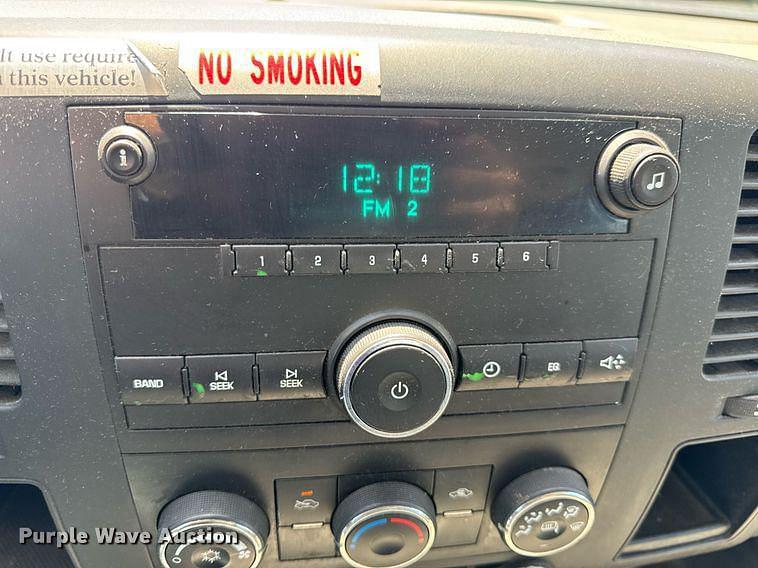 lt use require
this vehicle!
NO SMOKING
i
12:18
FM 2
1 2 3 4 5 6
BAND SEEK SEEK EQ
Purple Wave Auction